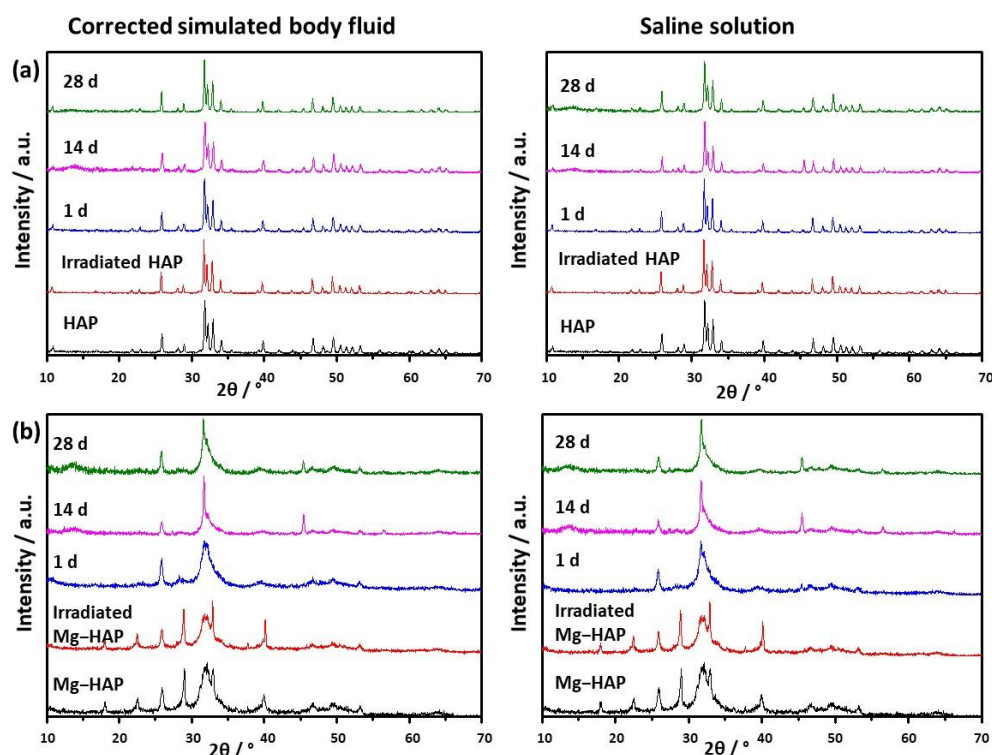 Corrected simulated body fluid
Saline solution
(a)
Intensity / a.u.
28 d
14 d
1 d
Irradiated HAP
HAP
10 20 30 40 50 60 70
2θ / °
Intensity / a.u.
28 d
14 d
1 d
Irradiated HAP
HAP
10 20 30 40 50 60 70
2θ / °
(b)
Intensity / a.u.
28 d
14 d
1 d
Irradiated
Mg–HAP
Mg–HAP
10 20 30 40 50 60 70
2θ / °
Intensity / a.u.
28 d
14 d
1 d
Irradiated
Mg–HAP
Mg–HAP
10 20 30 40 50 60 70
2θ / °